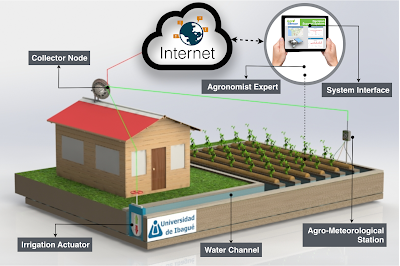 Internet
Collector Node
Agronomist Expert
System Interface
Universidad
de Ibagué
Irrigation Actuator
Water Channel
Agro-Meteorological
Station